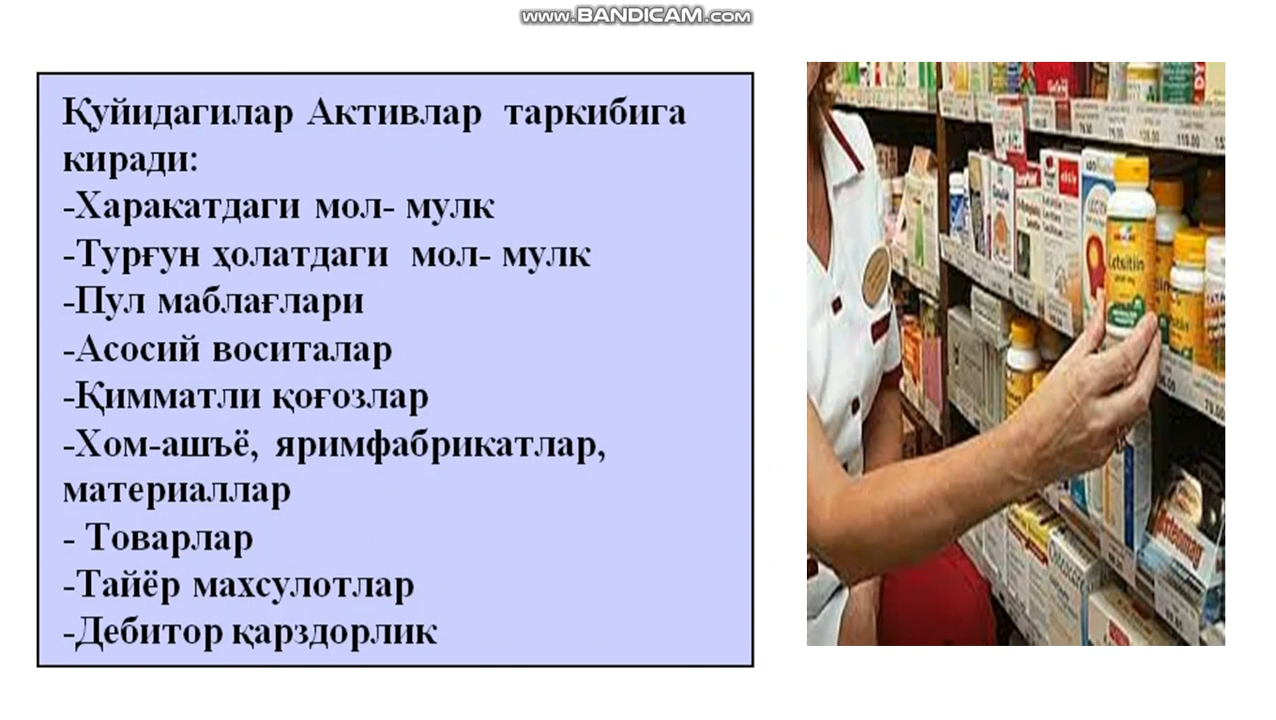 www.BANDICAM.com
Қуйидагилар Активлар таркибига
киради:
-Харакатдаги мол- мулк
-Турғун ҳолатдаги мол- мулк
-Пул маблағлари
-Асосий воситалар
-Қимматли қоғозлар
-Хом-ашъё, яримфабрикатлар,
материаллар
- Товарлар
-Тайёр махсулотлар
-Дебитор қарздорлик
Letsitiin